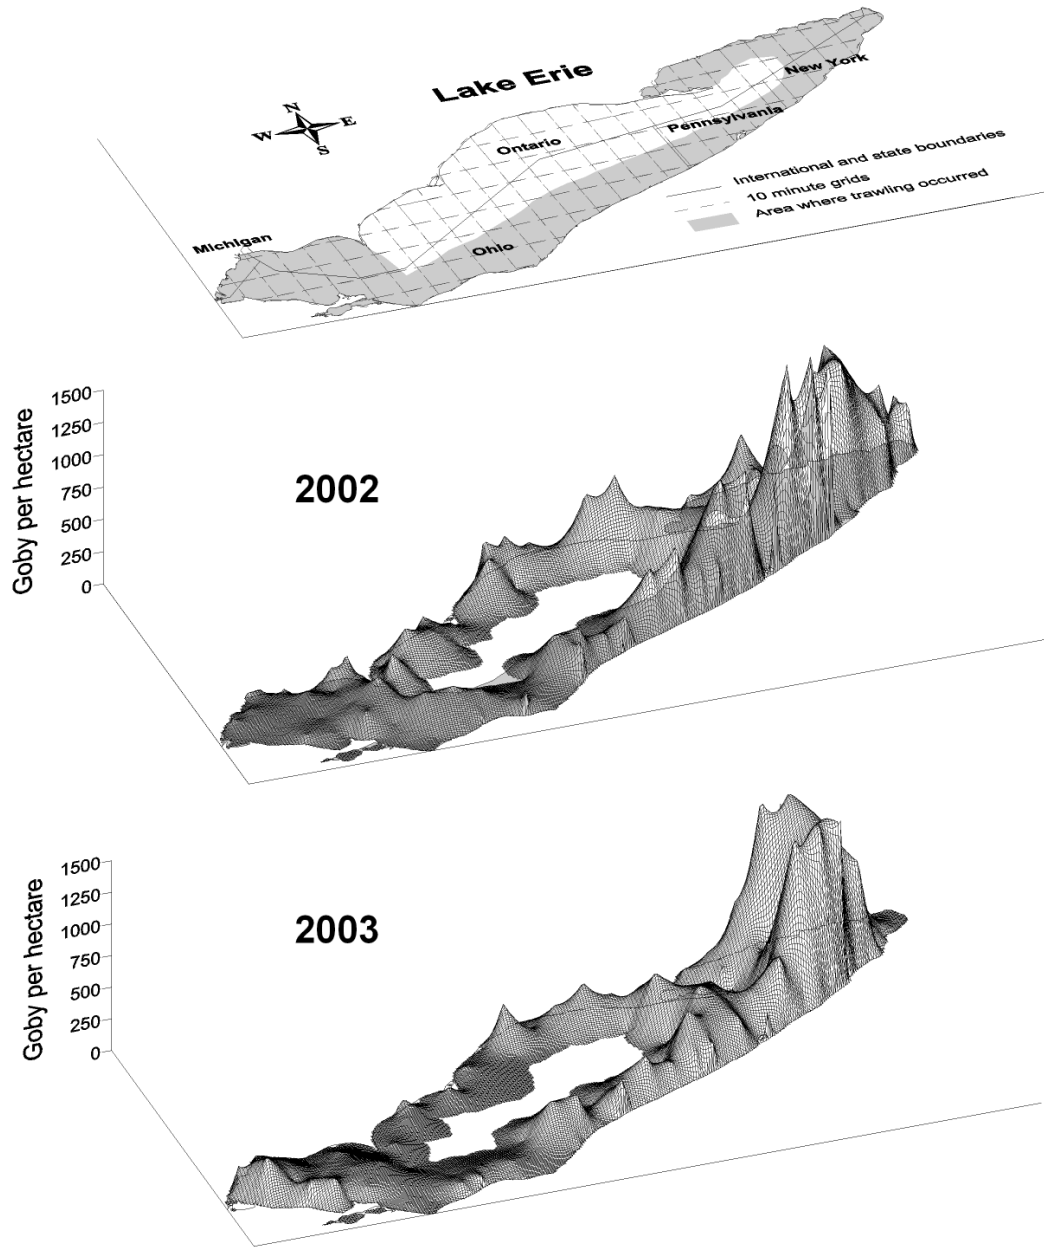 Lake Erie
N
W
E
S
New York
Pennsylvania
Ontario
Michigan
Ohio
International and state boundaries
10 minute grids
Area where trawling occurred
Goby per hectare
1500
1250
1000
750
500
250
0
2002
Goby per hectare
1500
1250
1000
750
500
250
0
2003